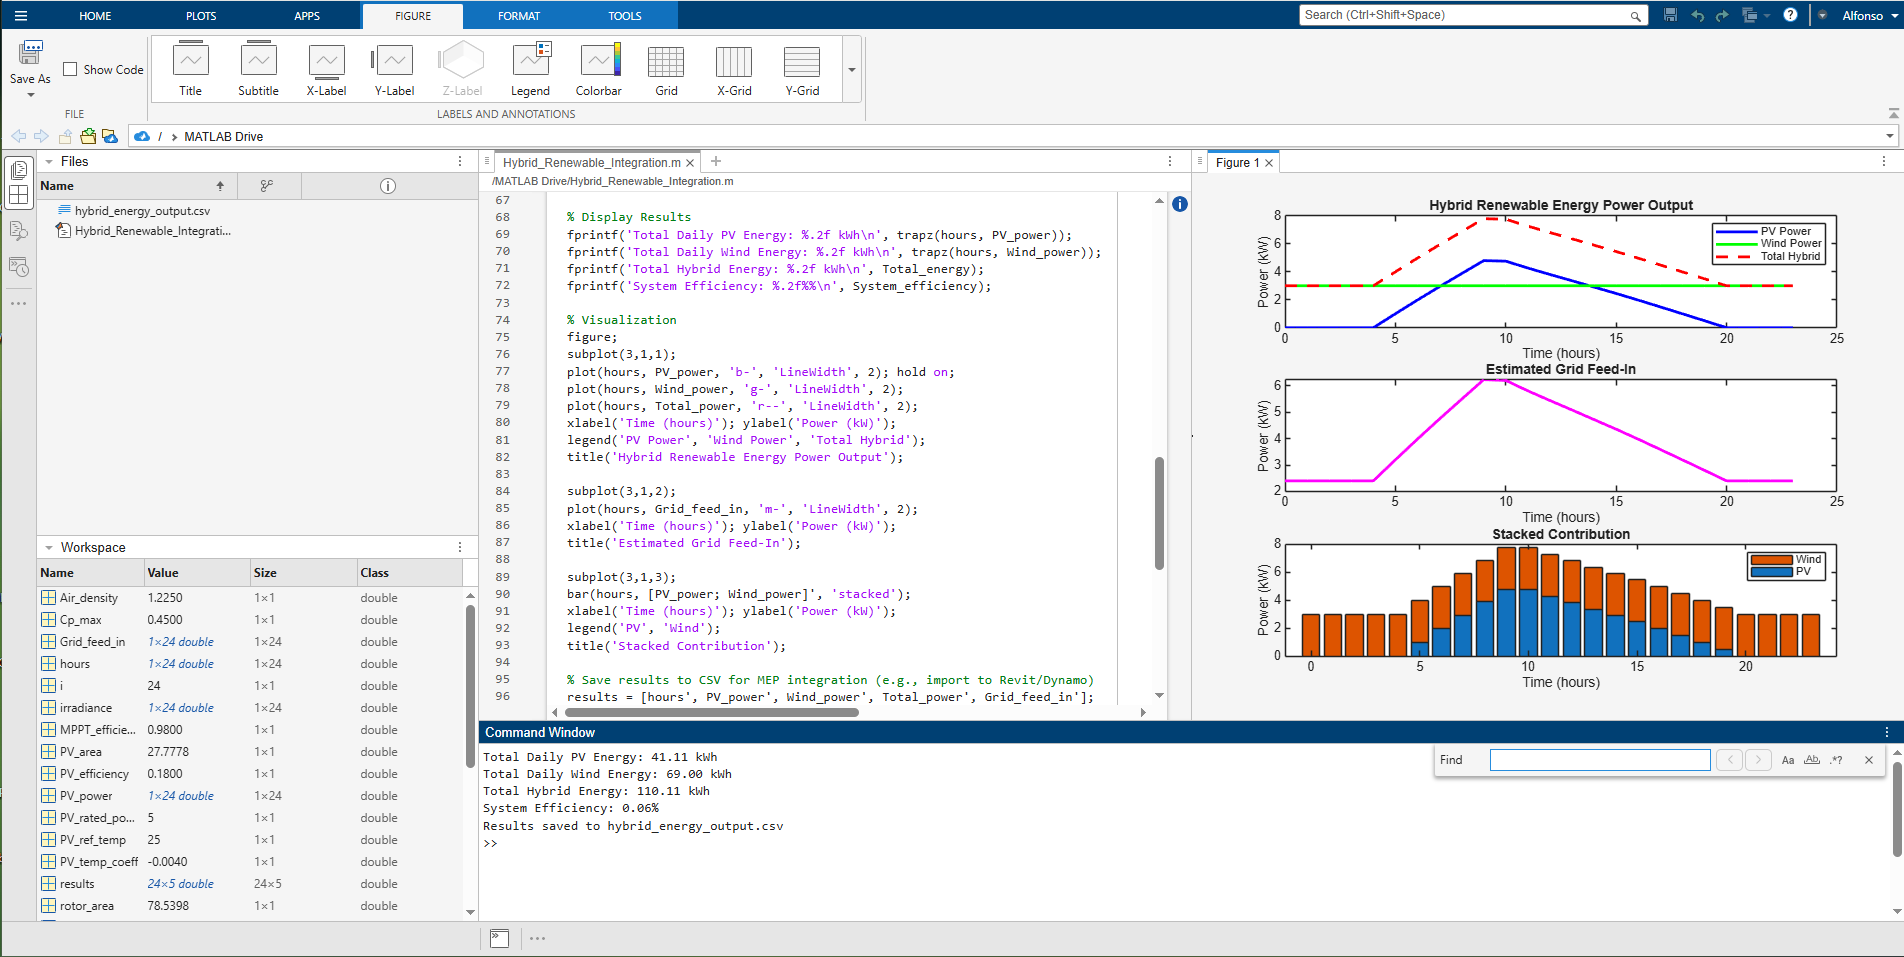 HOME PLOTS APPS FIGURE FORMAT TOOLS Search (Ctrl+Shift+Space) Alfonso
Save As
Show Code
Title Subtitle X-Label Y-Label Z-Label Legend Colorbar Grid X-Grid Y-Grid
FILE LABELS AND ANNOTATIONS
/ MATLAB Drive
Files
Name
hybrid_energy_output.csv
Hybrid_Renewable_Integrati...
Workspace
Name Value Size Class
Air_density 1.2250 1×1 double
Cp_max 0.4500 1×1 double
Grid_feed_in 1×24 double 1×24 double
hours 1×24 double 1×24 double
i 24 1×1 double
irradiance 1×24 double 1×24 double
MPPT_efficie... 0.9800 1×1 double
PV_area 27.7778 1×1 double
PV_efficiency 0.1800 1×1 double
PV_power 1×24 double 1×24 double
PV_rated_po... 5 1×1 double
PV_ref_temp 25 1×1 double
PV_temp_coeff -0.0040 1×1 double
results 24×5 double 24×5 double
rotor_area 78.5398 1×1 double
Hybrid_Renewable_Integration.m
/MATLAB Drive/Hybrid_Renewable_Integration.m
67
68 % Display Results
69 fprintf('Total Daily PV Energy: %.2f kWh\n', trapz(hours, PV_power));
70 fprintf('Total Daily Wind Energy: %.2f kWh\n', trapz(hours, Wind_power));
71 fprintf('Total Hybrid Energy: %.2f kWh\n', Total_energy);
72 fprintf('System Efficiency: %.2f%%\n', System_efficiency);
73
74 % Visualization
75 figure;
76 subplot(3,1,1);
77 plot(hours, PV_power, 'b-', 'LineWidth', 2); hold on;
78 plot(hours, Wind_power, 'g-', 'LineWidth', 2);
79 plot(hours, Total_power, 'r--', 'LineWidth', 2);
80 xlabel('Time (hours)'); ylabel('Power (kW)');
81 legend('PV Power', 'Wind Power', 'Total Hybrid');
82 title('Hybrid Renewable Energy Power Output');
83
84 subplot(3,1,2);
85 plot(hours, Grid_feed_in, 'm-', 'LineWidth', 2);
86 xlabel('Time (hours)'); ylabel('Power (kW)');
87 title('Estimated Grid Feed-In');
88
89 subplot(3,1,3);
90 bar(hours, [PV_power; Wind_power]', 'stacked');
91 xlabel('Time (hours)'); ylabel('Power (kW)');
92 legend('PV', 'Wind');
93 title('Stacked Contribution');
94
95 % Save results to CSV for MEP integration (e.g., import to Revit/Dynamo)
96 results = [hours', PV_power', Wind_power', Total_power', Grid_feed_in'];
Figure 1
Hybrid Renewable Energy Power Output
Power (kW)
8
6
4
2
0
PV Power
Wind Power
Total Hybrid
0 5 10 15 20 25
Time (hours)
Estimated Grid Feed-In
Power (kW)
6
5
4
3
2
0 5 10 15 20 25
Time (hours)
Stacked Contribution
Power (kW)
8
6
4
2
0
Wind
PV
0 5 10 15 20
Time (hours)
Command Window
Total Daily PV Energy: 41.11 kWh
Total Daily Wind Energy: 69.00 kWh
Total Hybrid Energy: 110.11 kWh
System Efficiency: 0.06%
Results saved to hybrid_energy_output.csv
>>
Find Aa Ab .*?